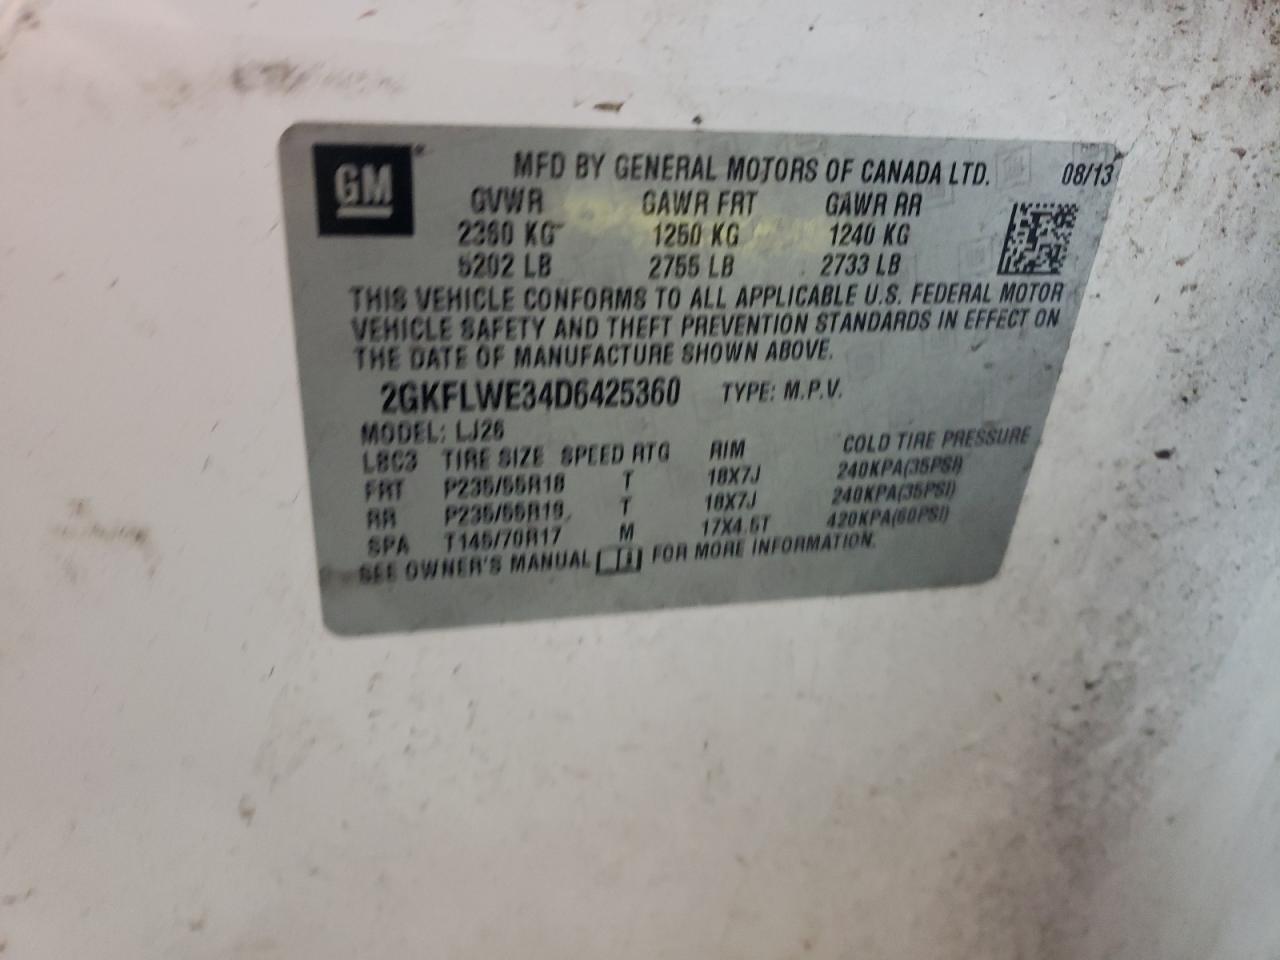 GM
MFD BY GENERAL MOTORS OF CANADA LTD. 08/13
GVWR GAWR FRT GAWR RR
2360 KG 1250 KG 1240 KG
5202 LB 2755 LB 2733 LB
THIS VEHICLE CONFORMS TO ALL APPLICABLE U.S. FEDERAL MOTOR
VEHICLE SAFETY AND THEFT PREVENTION STANDARDS IN EFFECT ON
THE DATE OF MANUFACTURE SHOWN ABOVE.
2GKFLWE34D6425360 TYPE: M.P.V.
MODEL: LJ26
TIRE SIZE SPEED RTG RIM COLD TIRE PRESSURE
FRT P235/55R18 T 18X7J 240KPA(35PSI)
RR P235/55R18 T 18X7J 240KPA(35PSI)
SPA T145/70R17 M 17X4.5T 420KPA(60PSI)
SEE OWNER'S MANUAL FOR MORE INFORMATION.